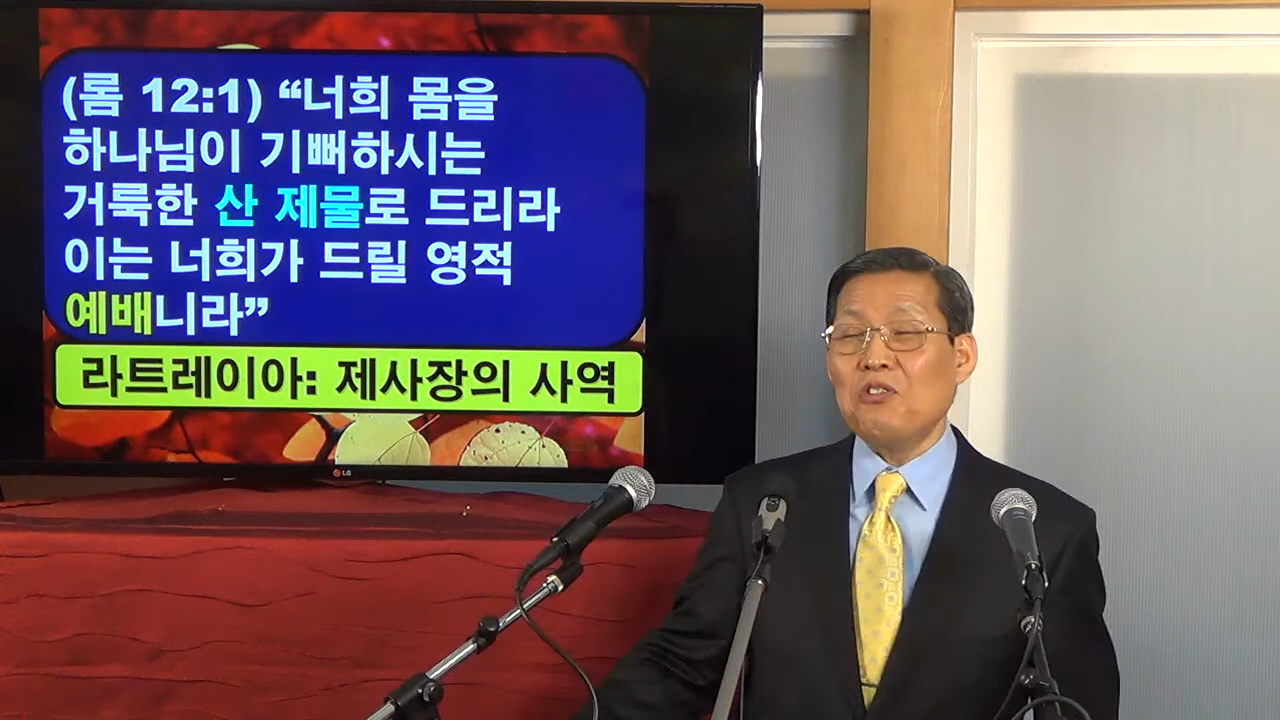 (롬 12:1) “너희 몸을
하나님이 기뻐하시는
거룩한 산 제물로 드리라
이는 너희가 드릴 영적
예배니라”
라트레이아: 제사장의 사역
LG